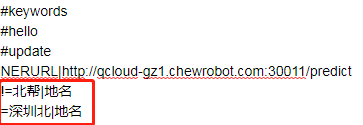 #keywords
#hello
#update
NERURL|http://qcloud-gz1.chewrobot.com:30011/predict
!=北帮|地名
=深圳北|地名